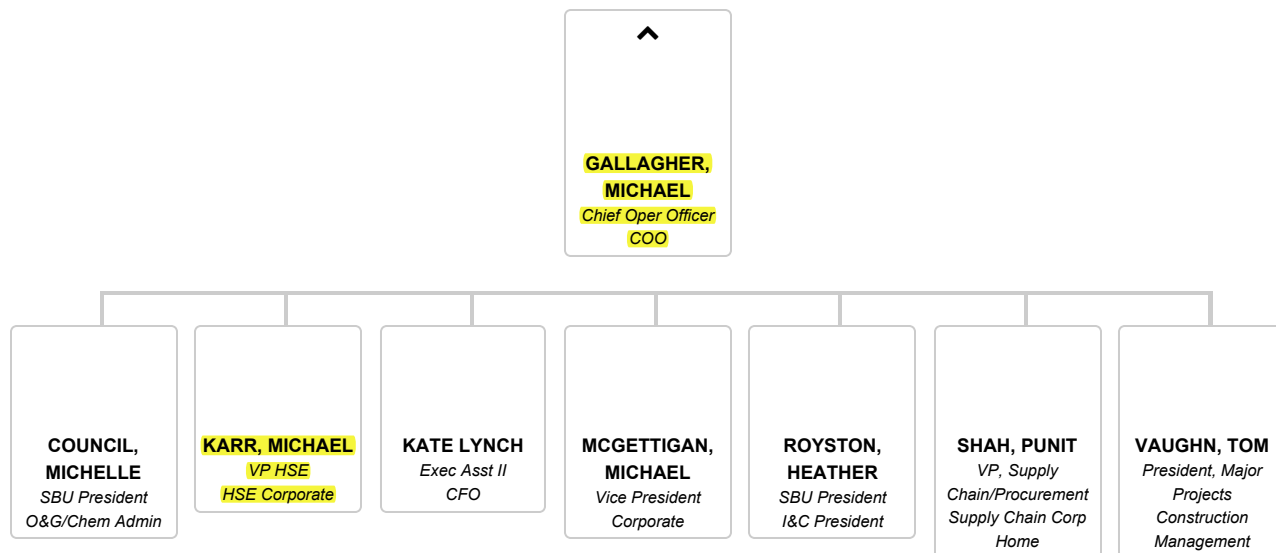 GALLAGHER,
MICHAEL
Chief Oper Officer
COO
COUNCIL,
MICHELLE
SBU President
O&G/Chem Admin
KARR, MICHAEL
VP HSE
HSE Corporate
KATE LYNCH
Exec Asst II
CFO
MCGETTIGAN,
MICHAEL
Vice President
Corporate
ROYSTON,
HEATHER
SBU President
I&C President
SHAH, PUNIT
VP, Supply
Chain/Procurement
Supply Chain Corp
Home
VAUGHN, TOM
President, Major
Projects
Construction
Management